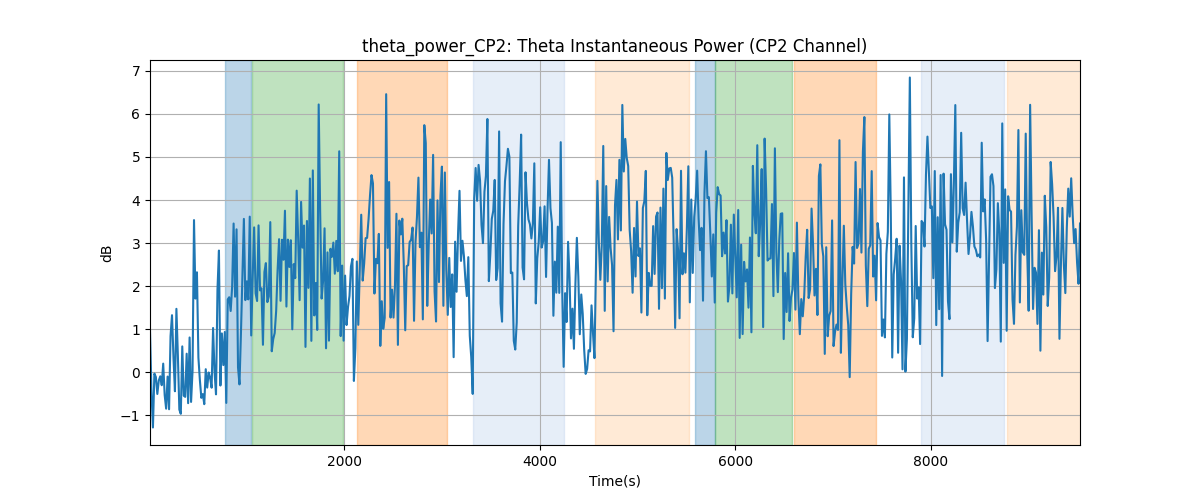 theta_power_CP2: Theta Instantaneous Power (CP2 Channel)
7
6
5
4
3
2
1
0
−1
dB
2000 4000 6000 8000
Time(s)